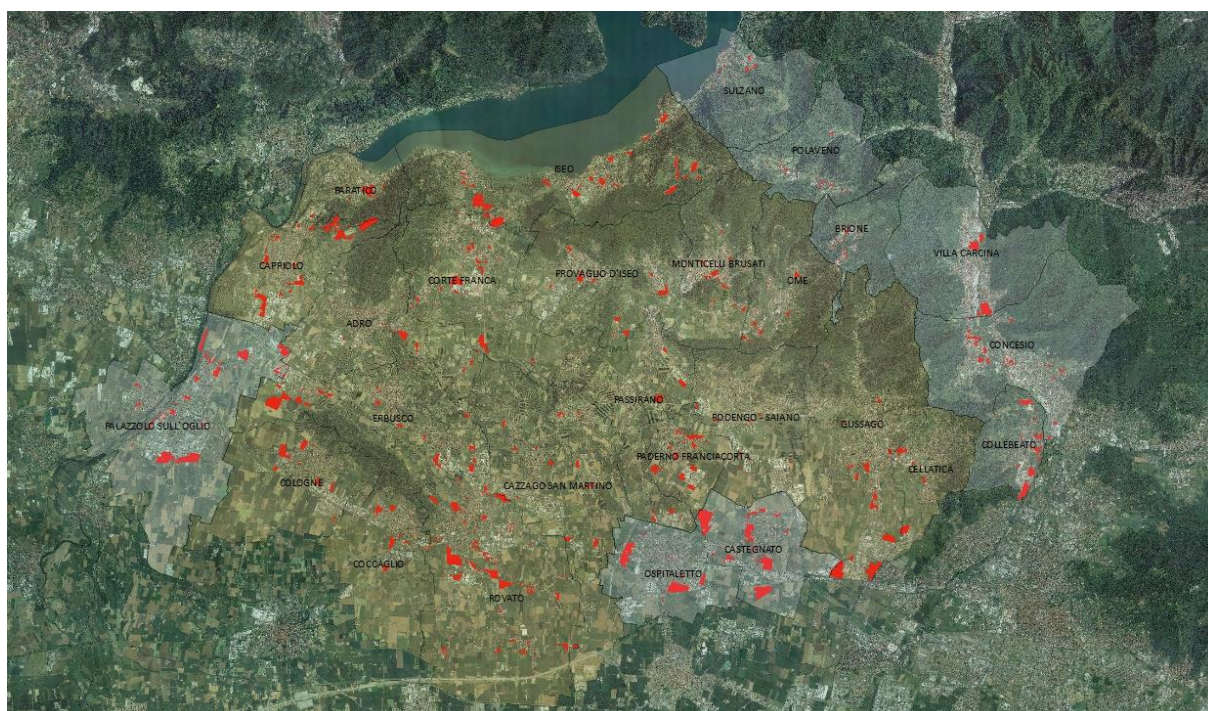 SULZANO
POLAVENO
ISEO
PARATICO
BRIONE
VILLA CARCINA
CAPRIOLO
CORTE FRANCA
PROVAGLIO D'ISEO
MONTICELLI BRUSATI
OME
ADRO
CONCESIO
PASSIRANO
ERBUSCO
RODENGO - SAIANO
GUSSAGO
PALAZZOLO SULL'OGLIO
COLLEBEATO
PADERNO FRANCIACORTA
CELLATICA
COLOGNE
CAZZAGO SAN MARTINO
CASTEGNATO
COCCAGLIO
OSPITALETTO
ROVATO